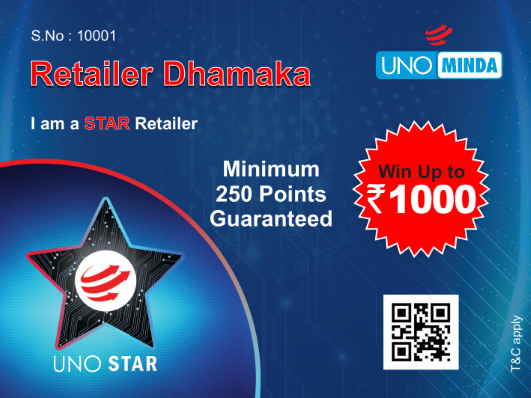 S.No : 10001
UNO MINDA
Retailer Dhamaka
I am a STAR Retailer
Minimum
250 Points
Guaranteed
Win Up to
₹1000
UNO STAR
T&C apply